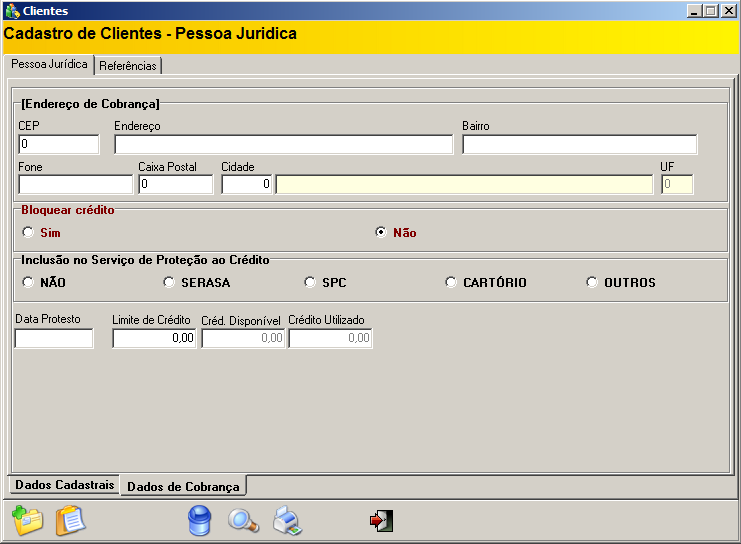 Clientes
Cadastro de Clientes - Pessoa Juridica
Pessoa Jurídica Referências
[Endereço de Cobrança]
CEP Endereço Bairro
0
Fone Caixa Postal Cidade UF
0 0 0
Bloquear crédito
Sim Não
Inclusão no Serviço de Proteção ao Crédito
NÃO SERASA SPC CARTÓRIO OUTROS
Data Protesto Limite de Crédito Créd. Disponível Crédito Utilizado
0,00 0,00 0,00
Dados Cadastrais Dados de Cobrança